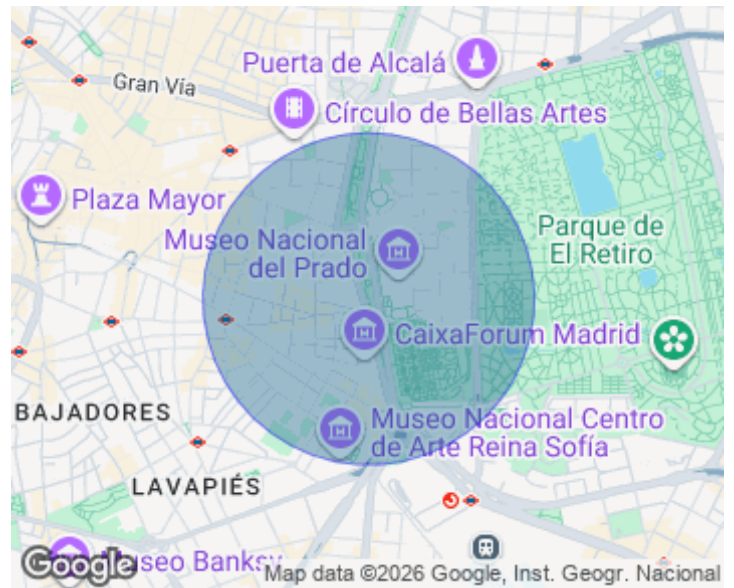 Puerta de Alcalá
Gran Vía
Círculo de Bellas Artes
Plaza Mayor
Museo Nacional
del Prado
Parque de
El Retiro
CaixaForum Madrid
BAJADORES
Museo Nacional Centro
de Arte Reina Sofía
LAVAPIÉS
Google
Museo Banksy
Map data ©2026 Google, Inst. Geogr. Nacional